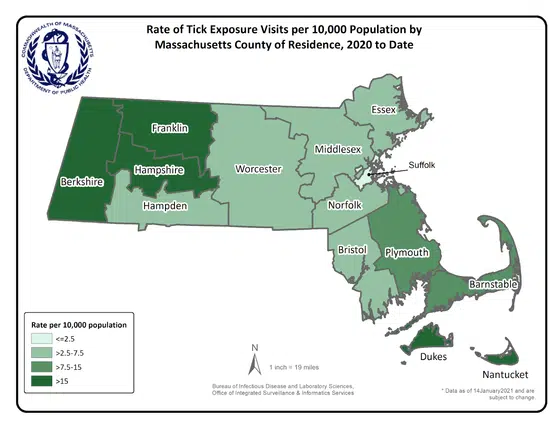 Rate of Tick Exposure Visits per 10,000 Population by
Massachusetts County of Residence, 2020 to Date
COMMONWEALTH OF MASSACHUSETTS
DEPARTMENT OF PUBLIC HEALTH
Essex
Franklin
Middlesex
Suffolk
Hampshire
Worcester
Berkshire
Hampden
Norfolk
Bristol
Plymouth
Barnstable
Rate per 10,000 population
<=2.5
>2.5-7.5
>7.5-15
>15
N
1 inch = 19 miles
Dukes
Nantucket
Bureau of Infectious Disease and Laboratory Sciences,
Office of Integrated Surveillance & Informatics Services
* Data as of 14January2021 and are
subject to change.